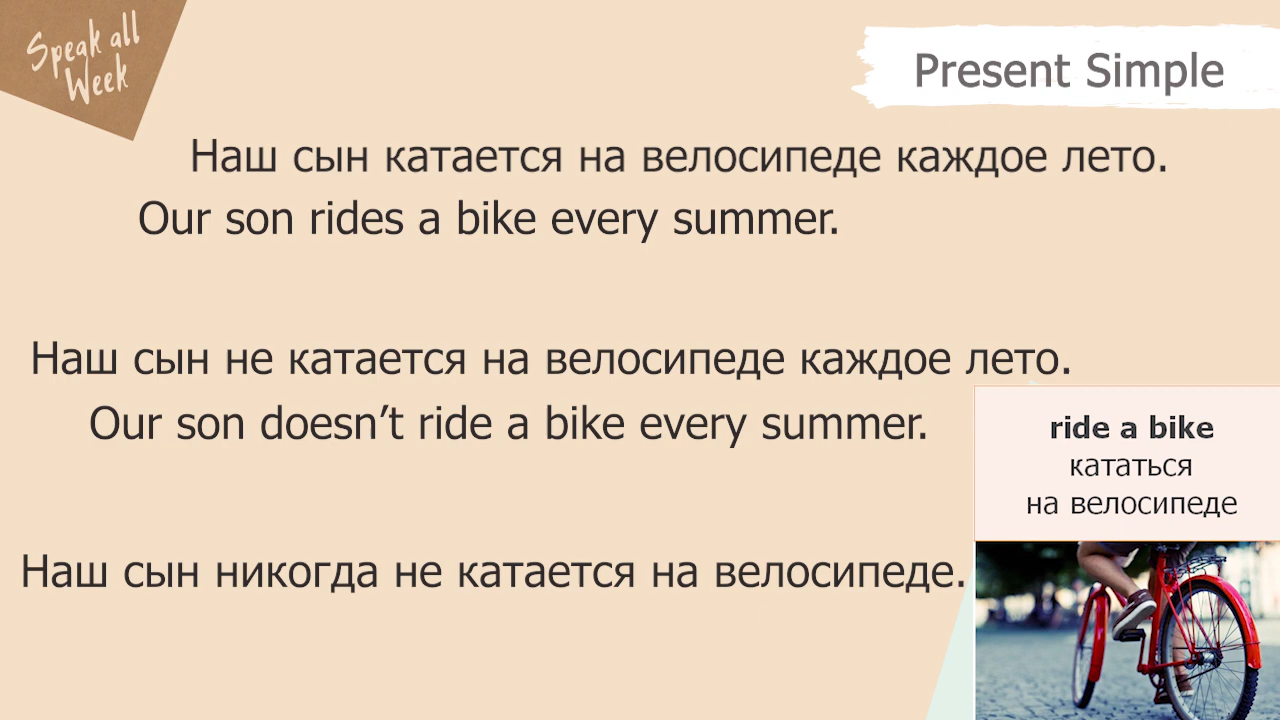 Speak all
Week
Present Simple
Наш сын катается на велосипеде каждое лето.
Our son rides a bike every summer.
Наш сын не катается на велосипеде каждое лето.
Our son doesn’t ride a bike every summer.
ride a bike
кататься
на велосипеде
Наш сын никогда не катается на велосипеде.